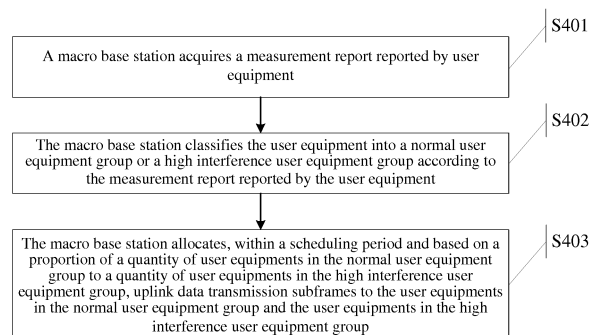 S401
A macro base station acquires a measurement report reported by user
equipment
S402
The macro base station classifies the user equipment into a normal user
equipment group or a high interference user equipment group according to
the measurement report reported by the user equipment
S403
The macro base station allocates, within a scheduling period and based on a
proportion of a quantity of user equipments in the normal user equipment
group to a quantity of user equipments in the high interference user
equipment group, uplink data transmission subframes to the user equipments
in the normal user equipment group and the user equipments in the high
interference user equipment group